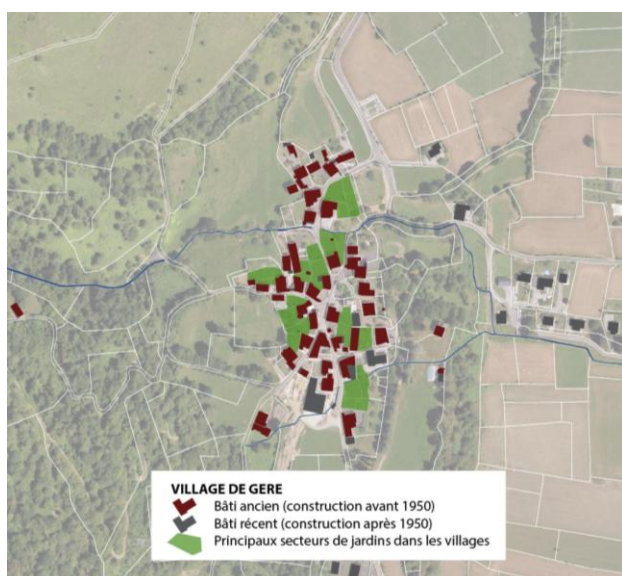 VILLAGE DE GERE
Bâti ancien (construction avant 1950)
Bâti récent (construction après 1950)
Principaux secteurs de jardins dans les villages